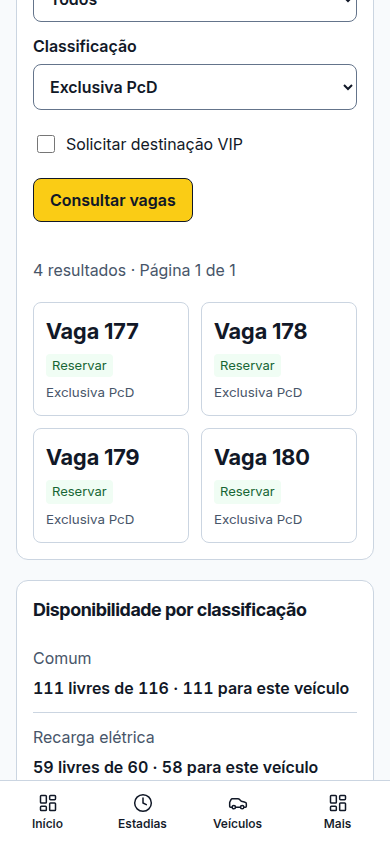 Todos
Classificação
Exclusiva PcD
Solicitar destinação VIP
Consultar vagas
4 resultados · Página 1 de 1
Vaga 177
Reservar
Exclusiva PcD
Vaga 178
Reservar
Exclusiva PcD
Vaga 179
Reservar
Exclusiva PcD
Vaga 180
Reservar
Exclusiva PcD
Disponibilidade por classificação
Comum
111 livres de 116 · 111 para este veículo
Recarga elétrica
59 livres de 60 · 58 para este veículo
Início
Estadias
Veículos
Mais